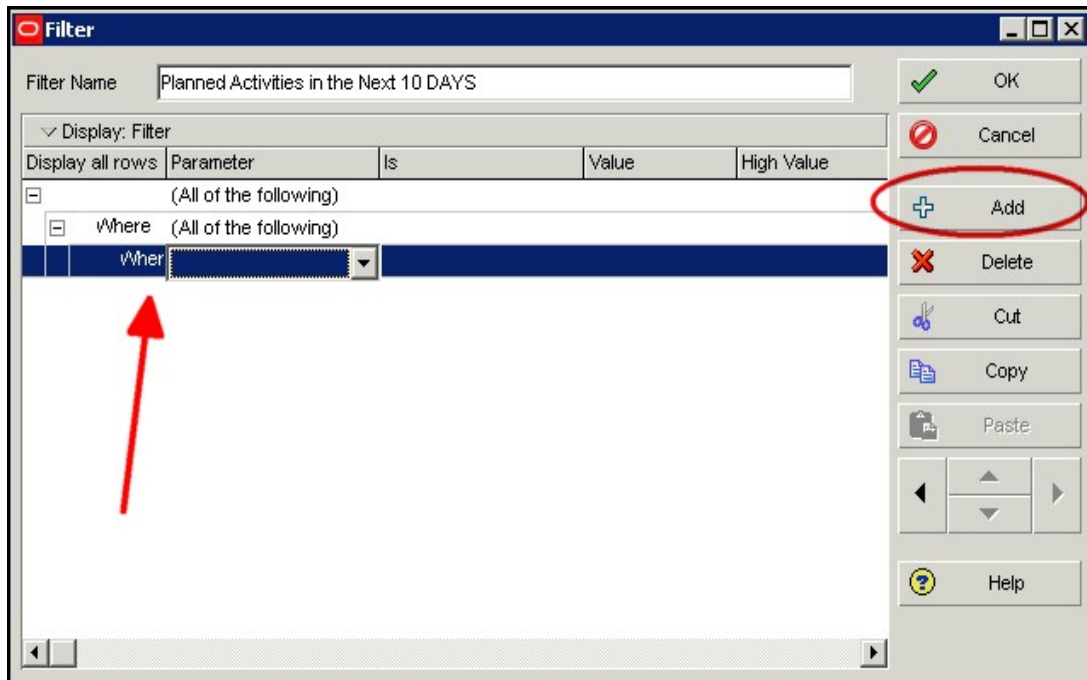 Filter
Filter Name Planned Activities in the Next 10 DAYS
Display: Filter
Display all rows Parameter Is Value High Value
(All of the following)
Where (All of the following)
Wher
OK
Cancel
Add
Delete
Cut
Copy
Paste
Help